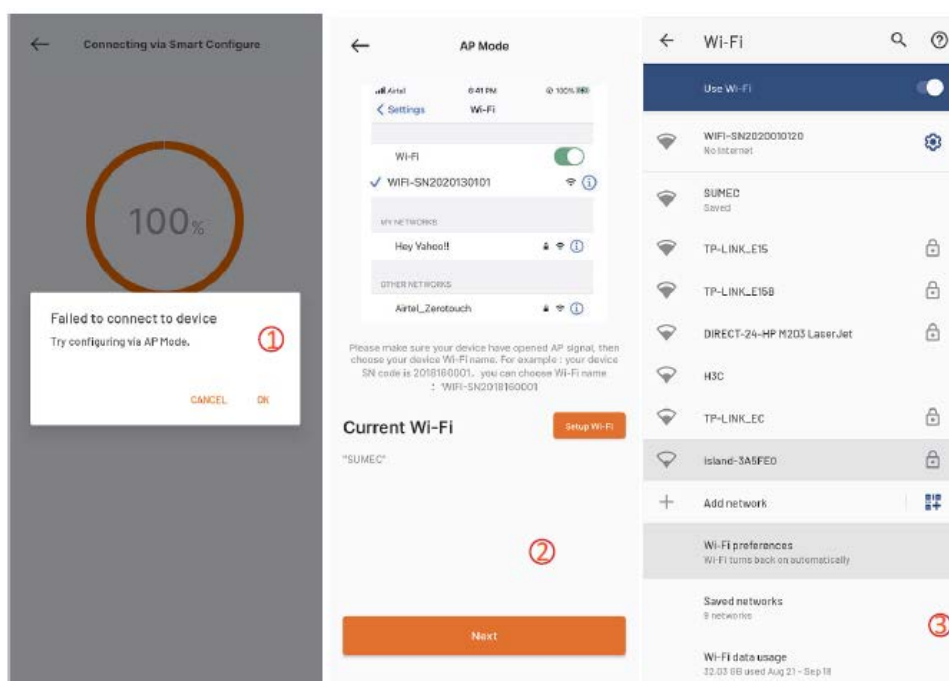 Connecting via Smart Configure
100%
Failed to connect to device
Try configuring via AP Mode.
①
CANCEL OK
AP Mode
Airtel 6:41 PM 100%
Settings Wi-Fi
Wi-Fi
WIFI-SN2020130101
MY NETWORKS
Hey Yahoo!!
OTHER NETWORKS
Airtel_Zerotouch
Please make sure your device have opened AP signal, then
choose your device Wi-Fi name. For example : your device
SN code is 2018160001, you can choose Wi-Fi name
: 'WIFI-SN2018160001
Current Wi-Fi
Setup Wi-Fi
"SUMEC"
②
Next
Wi-Fi
Use Wi-Fi
WIFI-SN2020010120
No internet
SUMEC
Saved
TP-LINK_E15
TP-LINK_E15B
DIRECT-24-HP M203 LaserJet
H3C
TP-LINK_EC
island-3A5FE0
Add network
Wi-Fi preferences
Wi-Fi turns back on automatically
Saved networks
9 networks
③
Wi-Fi data usage
32.03 GB used Aug 21 - Sep 18